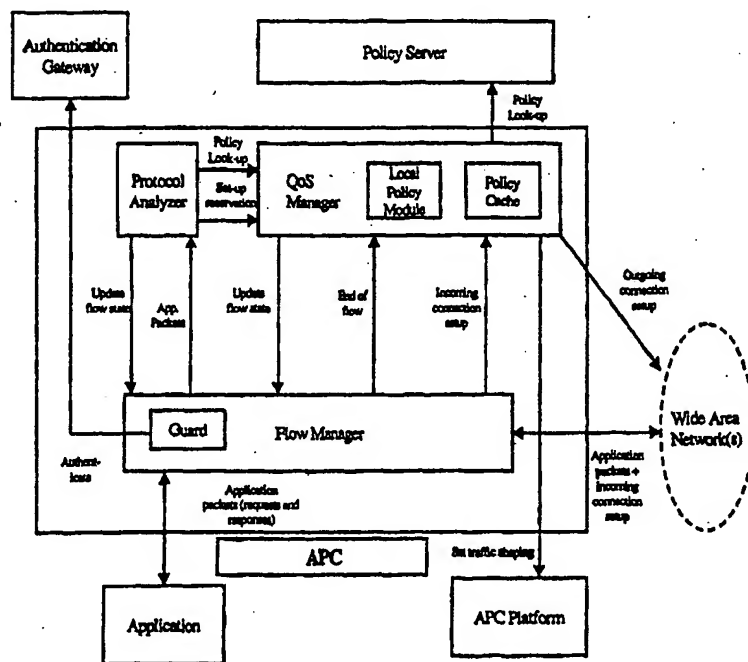 Authentication
Gateway
Policy Server
Policy
Look-up
Policy
Look-up
Protocol
Analyzer
Set-up
reservation
QoS
Manager
Local
Policy
Module
Policy
Cache
Update
flow state
App.
Packets
Update
flow state
End of
flow
Incoming
connection
setup
Outgoing
connection
setup
Guard
Flow Manager
Wide Area
Network(s)
Authent-
Application
packets (requests and
responses)
Application
packets +
Incoming
connection
setup
APC
Set traffic shaping
Application
APC Platform